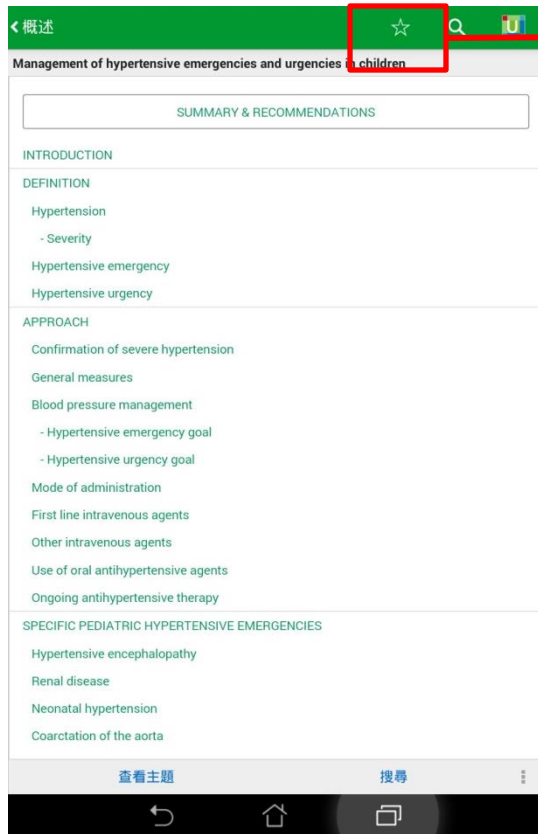 概述
Management of hypertensive emergencies and urgencies in children
SUMMARY & RECOMMENDATIONS
INTRODUCTION
DEFINITION
Hypertension
- Severity
Hypertensive emergency
Hypertensive urgency
APPROACH
Confirmation of severe hypertension
General measures
Blood pressure management
- Hypertensive emergency goal
- Hypertensive urgency goal
Mode of administration
First line intravenous agents
Other intravenous agents
Use of oral antihypertensive agents
Ongoing antihypertensive therapy
SPECIFIC PEDIATRIC HYPERTENSIVE EMERGENCIES
Hypertensive encephalopathy
Renal disease
Neonatal hypertension
Coarctation of the aorta
查看主題 搜尋